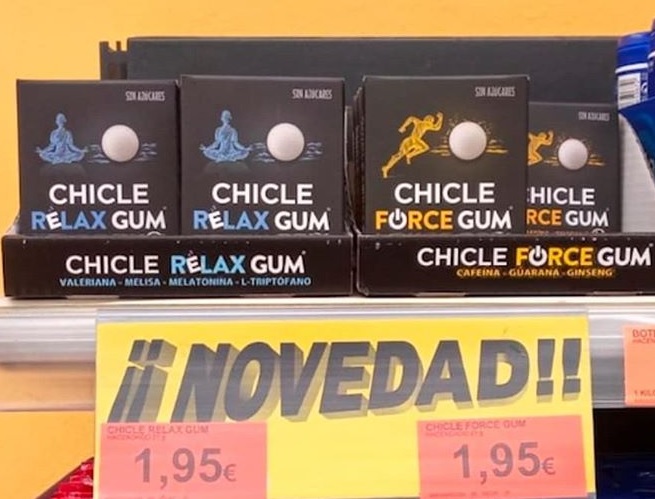 SIN AZÚCARES
CHICLE
RELAX GUM
SIN AZÚCARES
CHICLE
RELAX GUM
SIN AZÚCARES
CHICLE
FORCE GUM
SIN AZÚCARES
CHICLE
RCE GUM
CHICLE RELAX GUM
VALERIANA - MELISA - MELATONINA - L-TRIPTÓFANO
CHICLE FORCE GUM
CAFEÍNA - GUARANÁ - GINSENG
¡¡NOVEDAD!!
CHICLE RELAX GUM
1,95€
CHICLE FORCE GUM
1,95€